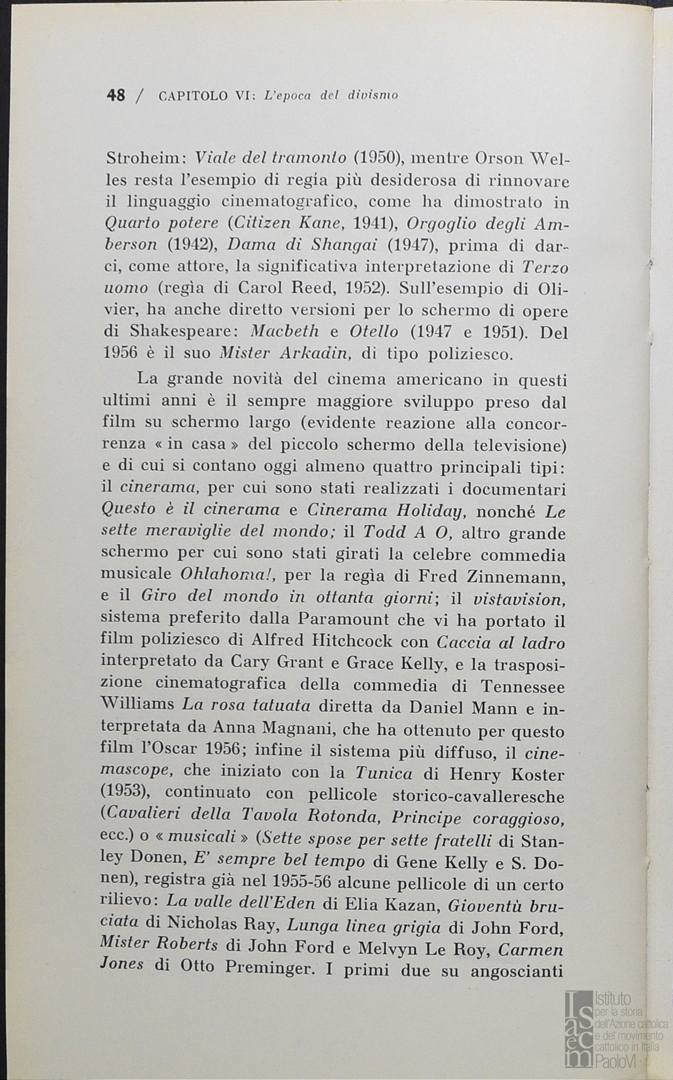 48 / CAPITOLO VI: L'epoca del divismo
Stroheim: Viale del tramonto (1950), mentre Orson Wel-
les resta l'esempio di regia più desiderosa di rinnovare
il linguaggio cinematografico, come ha dimostrato in
Quarto potere (Citizen Kane, 1941), Orgoglio degli Am-
berson (1942), Dama di Shangai (1947), prima di dar-
ci, come attore, la significativa interpretazione di Terzo
uomo (regìa di Carol Reed, 1952). Sull'esempio di Oli-
vier, ha anche diretto versioni per lo schermo di opere
di Shakespeare: Macbeth e Otello (1947 e 1951). Del
1956 è il suo Mister Arkadin, di tipo poliziesco.
La grande novità del cinema americano in questi
ultimi anni è il sempre maggiore sviluppo preso dal
film su schermo largo (evidente reazione alla concor-
renza « in casa » del piccolo schermo della televisione)
e di cui si contano oggi almeno quattro principali tipi:
il cinerama, per cui sono stati realizzati i documentari
Questo è il cinerama e Cinerama Holiday, nonché Le
sette meraviglie del mondo; il Todd A O, altro grande
schermo per cui sono stati girati la celebre commedia
musicale Ohlahoma!, per la regìa di Fred Zinnemann,
e il Giro del mondo in ottanta giorni; il vistavision,
sistema preferito dalla Paramount che vi ha portato il
film poliziesco di Alfred Hitchcock con Caccia al ladro
interpretato da Cary Grant e Grace Kelly, e la trasposi-
zione cinematografica della commedia di Tennessee
Williams La rosa tatuata diretta da Daniel Mann e in-
terpretata da Anna Magnani, che ha ottenuto per questo
film l'Oscar 1956; infine il sistema più diffuso, il cine-
mascope, che iniziato con la Tunica di Henry Koster
(1953), continuato con pellicole storico-cavalleresche
(Cavalieri della Tavola Rotonda, Principe coraggioso,
ecc.) o « musicali » (Sette spose per sette fratelli di Stan-
ley Donen, E' sempre bel tempo di Gene Kelly e S. Do-
nen), registra già nel 1955-56 alcune pellicole di un certo
rilievo: La valle dell'Eden di Elia Kazan, Gioventù bru-
ciata di Nicholas Ray, Lunga linea grigia di John Ford,
Mister Roberts di John Ford e Melvyn Le Roy, Carmen
Jones di Otto Preminger. I primi due su angoscianti
Isacem
Istituto
per la storia
dell'Azione cattolica
e del movimento
cattolico in Italia
PaoloVI